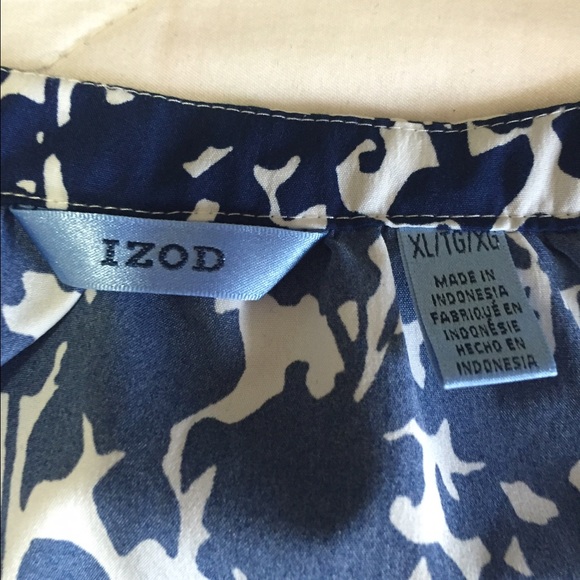 IZOD
XL/TG/XG
MADE IN
INDONESIA
FABRIQUÉ EN
INDONÉSIE
HECHO EN
INDONESIA